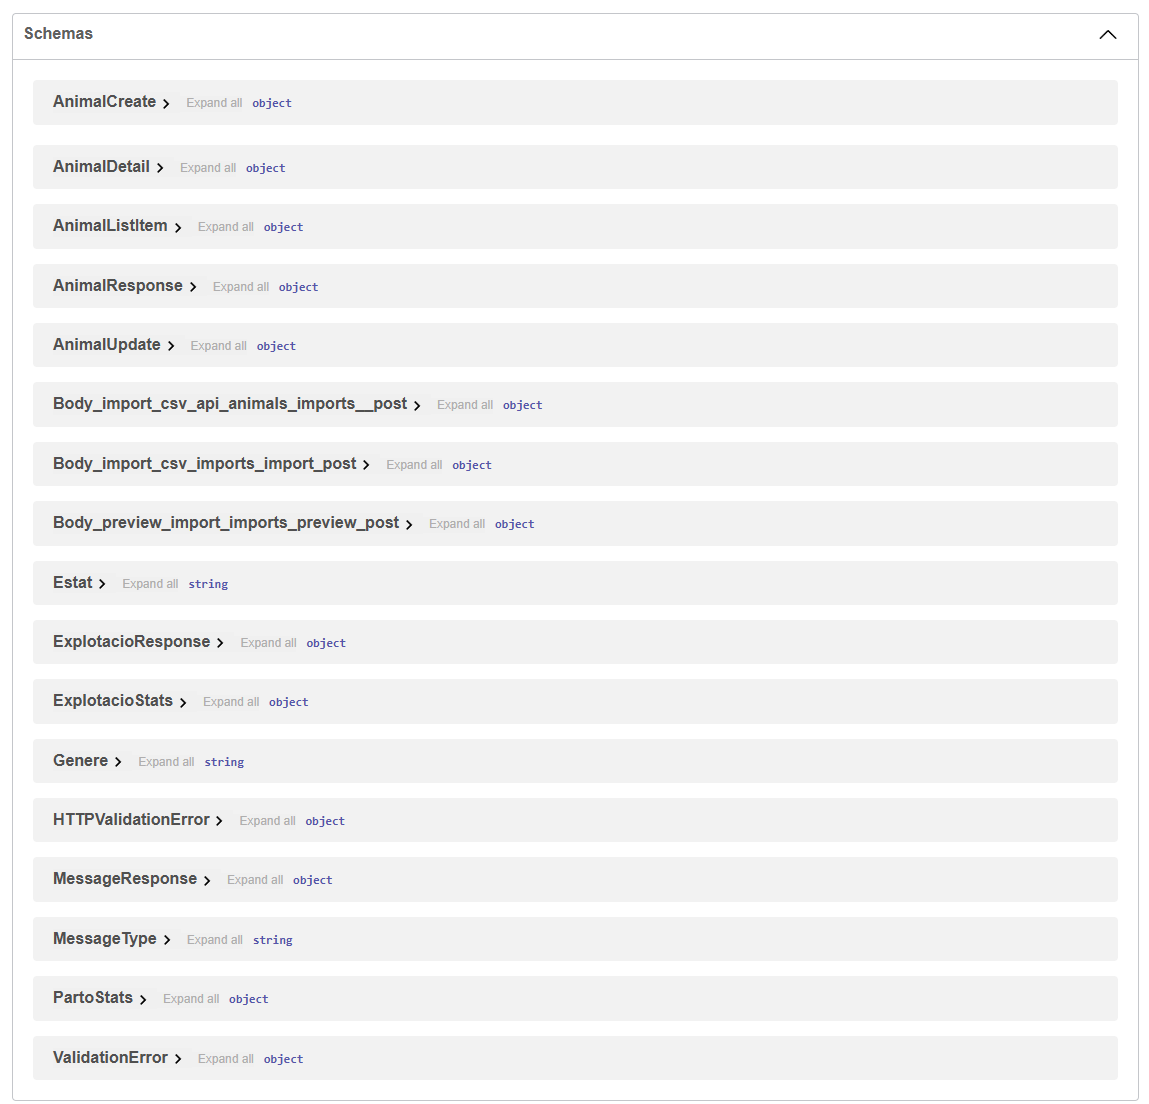 Schemas
AnimalCreate Expand all object
AnimalDetail Expand all object
AnimalListItem Expand all object
AnimalResponse Expand all object
AnimalUpdate Expand all object
Body_import_csv_api_animals_imports__post Expand all object
Body_import_csv_imports_import_post Expand all object
Body_preview_import_imports_preview_post Expand all object
Estat Expand all string
ExplotacioResponse Expand all object
ExplotacioStats Expand all object
Genere Expand all string
HTTPValidationError Expand all object
MessageResponse Expand all object
MessageType Expand all string
PartoStats Expand all object
ValidationError Expand all object